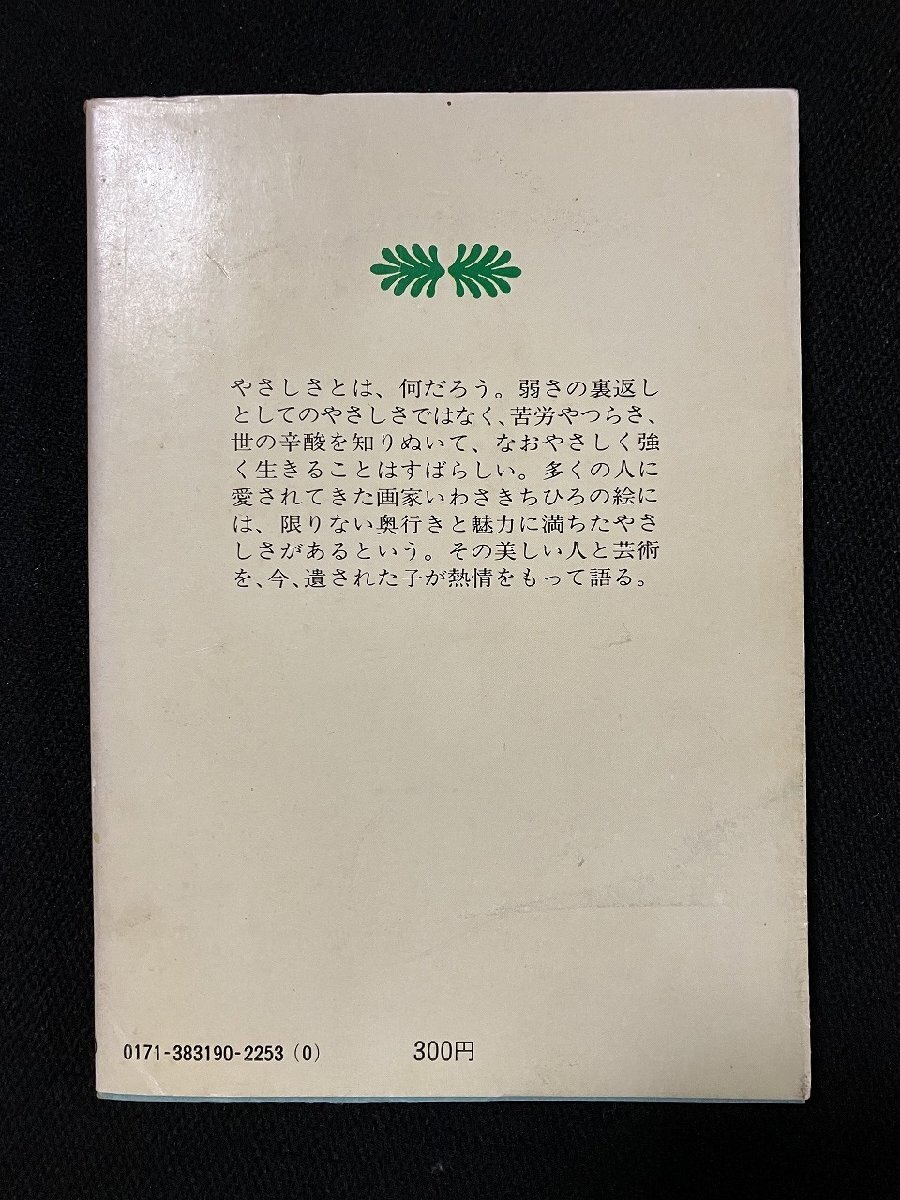 やさしさとは、何だろう。弱さの裏返し
としてのやさしさではなく、苦労やつらさ、
世の辛酸を知りぬいて、なおやさしく強
く生きることはすばらしい。多くの人に
愛されてきた画家いわさきちひろの絵に
は、限りない奥行きと魅力に満ちたやさ
しさがあるという。その美しい人と芸術
を、今、遺された子が熱情をもって語る。
0171-383190-2253(0)　300円